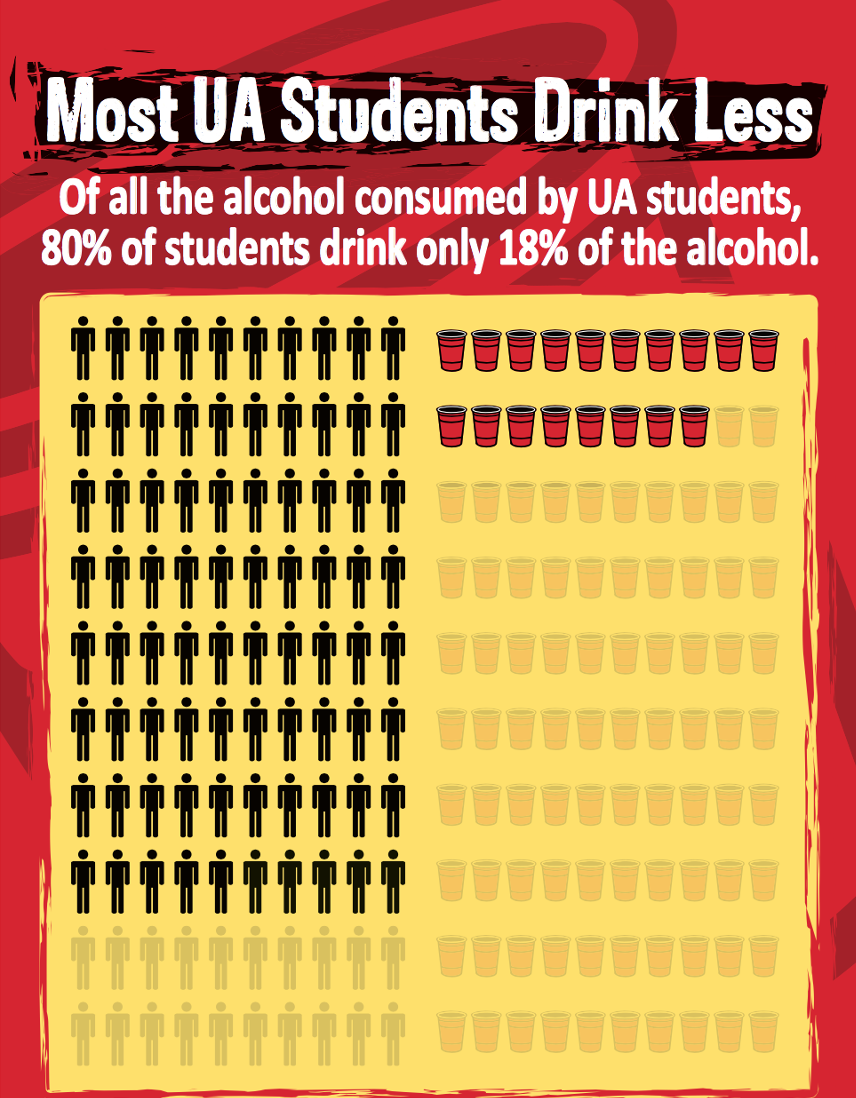 Most UA Students Drink Less
Of all the alcohol consumed by UA students,
80% of students drink only 18% of the alcohol.